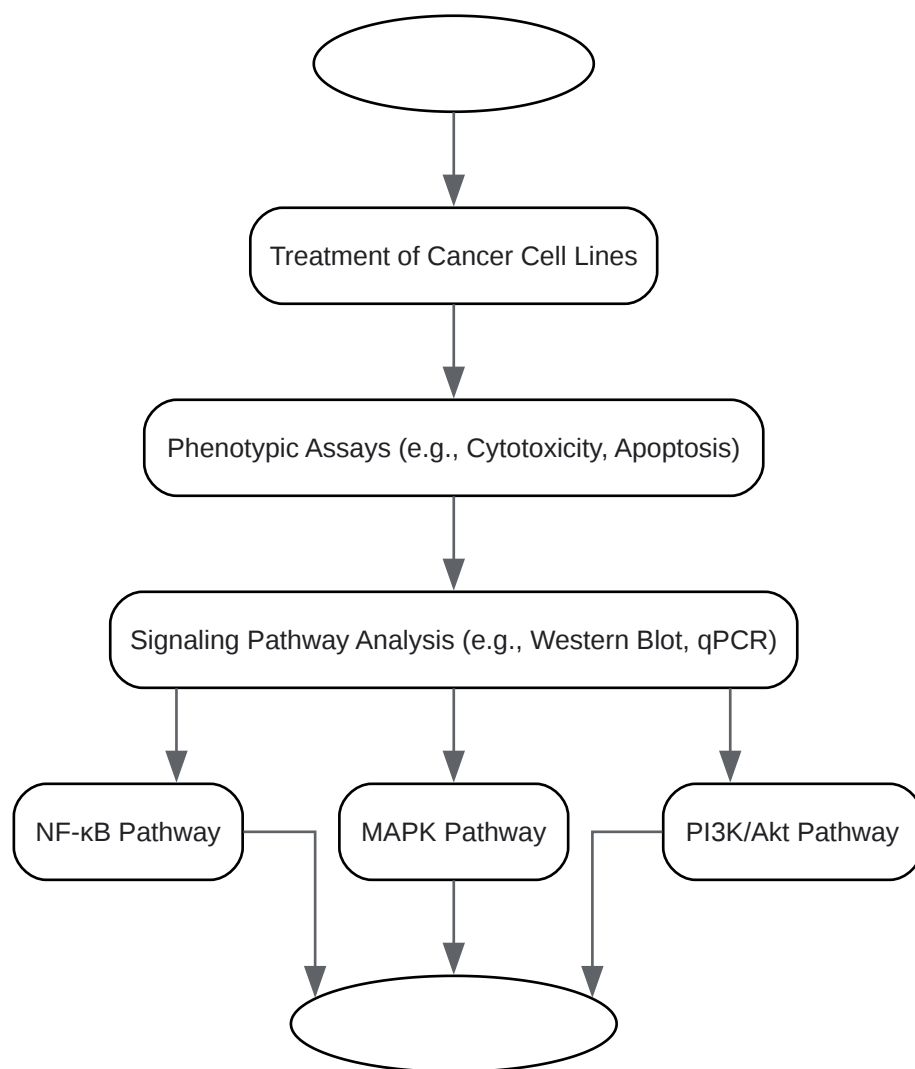 Treatment of Cancer Cell Lines
Phenotypic Assays (e.g., Cytotoxicity, Apoptosis)
Signaling Pathway Analysis (e.g., Western Blot, qPCR)
NF-κB Pathway
MAPK Pathway
PI3K/Akt Pathway